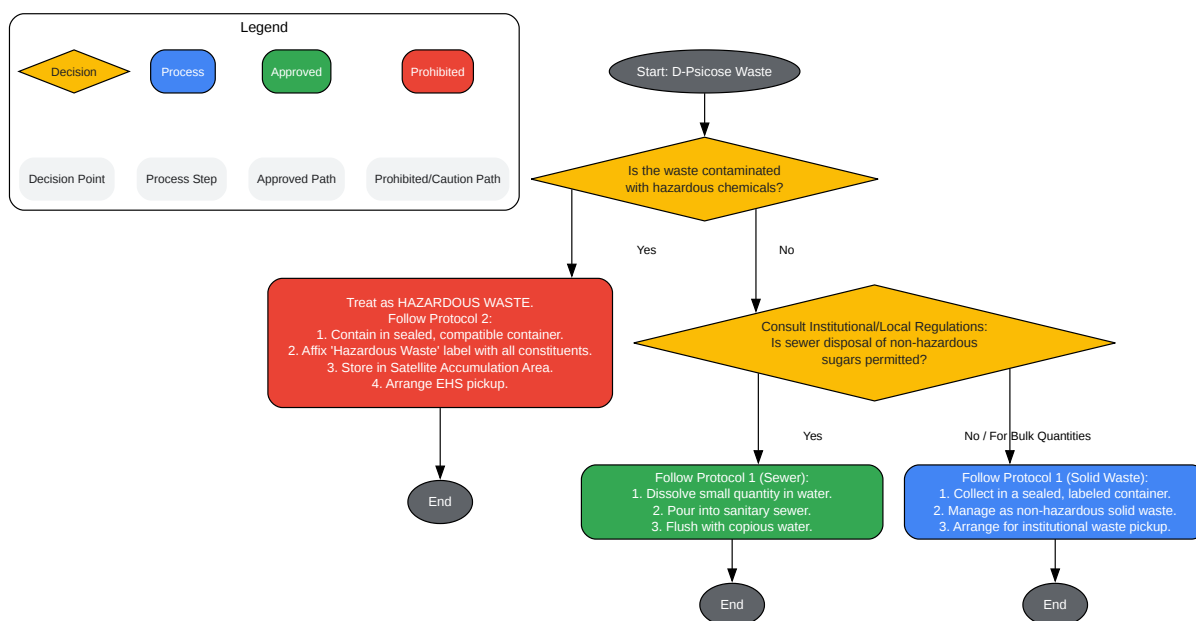 Legend
Decision
Process
Approved
Prohibited
Decision Point
Process Step
Approved Path
Prohibited/Caution Path
Start: D-Psicose Waste
Is the waste contaminated
with hazardous chemicals?
Yes
No
Treat as HAZARDOUS WASTE.
Follow Protocol 2:
1. Contain in sealed, compatible container.
2. Affix 'Hazardous Waste' label with all constituents.
3. Store in Satellite Accumulation Area.
4. Arrange EHS pickup.
Consult Institutional/Local Regulations:
Is sewer disposal of non-hazardous
sugars permitted?
Yes
No / For Bulk Quantities
End
Follow Protocol 1 (Sewer):
1. Dissolve small quantity in water.
2. Pour into sanitary sewer.
3. Flush with copious water.
Follow Protocol 1 (Solid Waste):
1. Collect in a sealed, labeled container.
2. Manage as non-hazardous solid waste.
3. Arrange for institutional waste pickup.
End
End